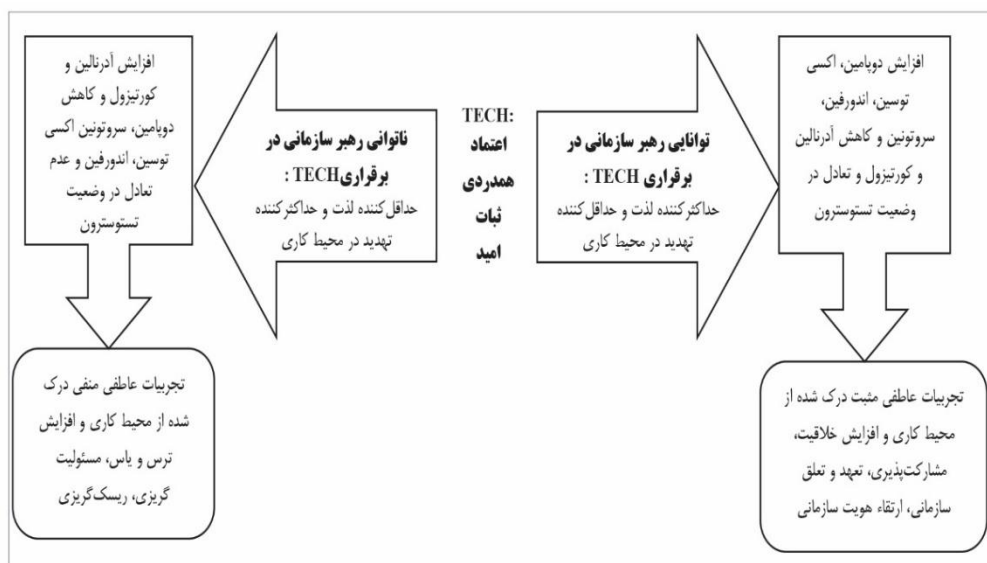 افزایش دوپامین، اکسی
توسین، اندورفین،
سروتونین و کاهش آدرنالین
و کورتیزول و تعادل در
وضعیت تستوسترون
توانایی رهبر سازمانی در
برقراری TECH :
حداکثرکننده لذت و حداقل‌کننده
تهدید در محیط کاری
TECH:
اعتماد
همدردی
ثبات
امید
ناتوانی رهبر سازمانی در
برقراریTECH :
حداقل‌کننده لذت و حداکثرکننده
تهدید در محیط کاری
افزایش آدرنالین و
کورتیزول و کاهش
دوپامین، سروتونین اکسی
توسین، اندورفین و عدم
تعادل در وضعیت
تستوسترون
تجربیات عاطفی مثبت درک شده از
محیط کاری و افزایش خلاقیت،
مشارکت‌پذیری، تعهد و تعلق
سازمانی، ارتقاء هویت سازمانی
تجربیات عاطفی منفی درک
شده از محیط کاری و افزایش
ترس و یاس، مسئولیت
گریزی، ریسک‌گریزی